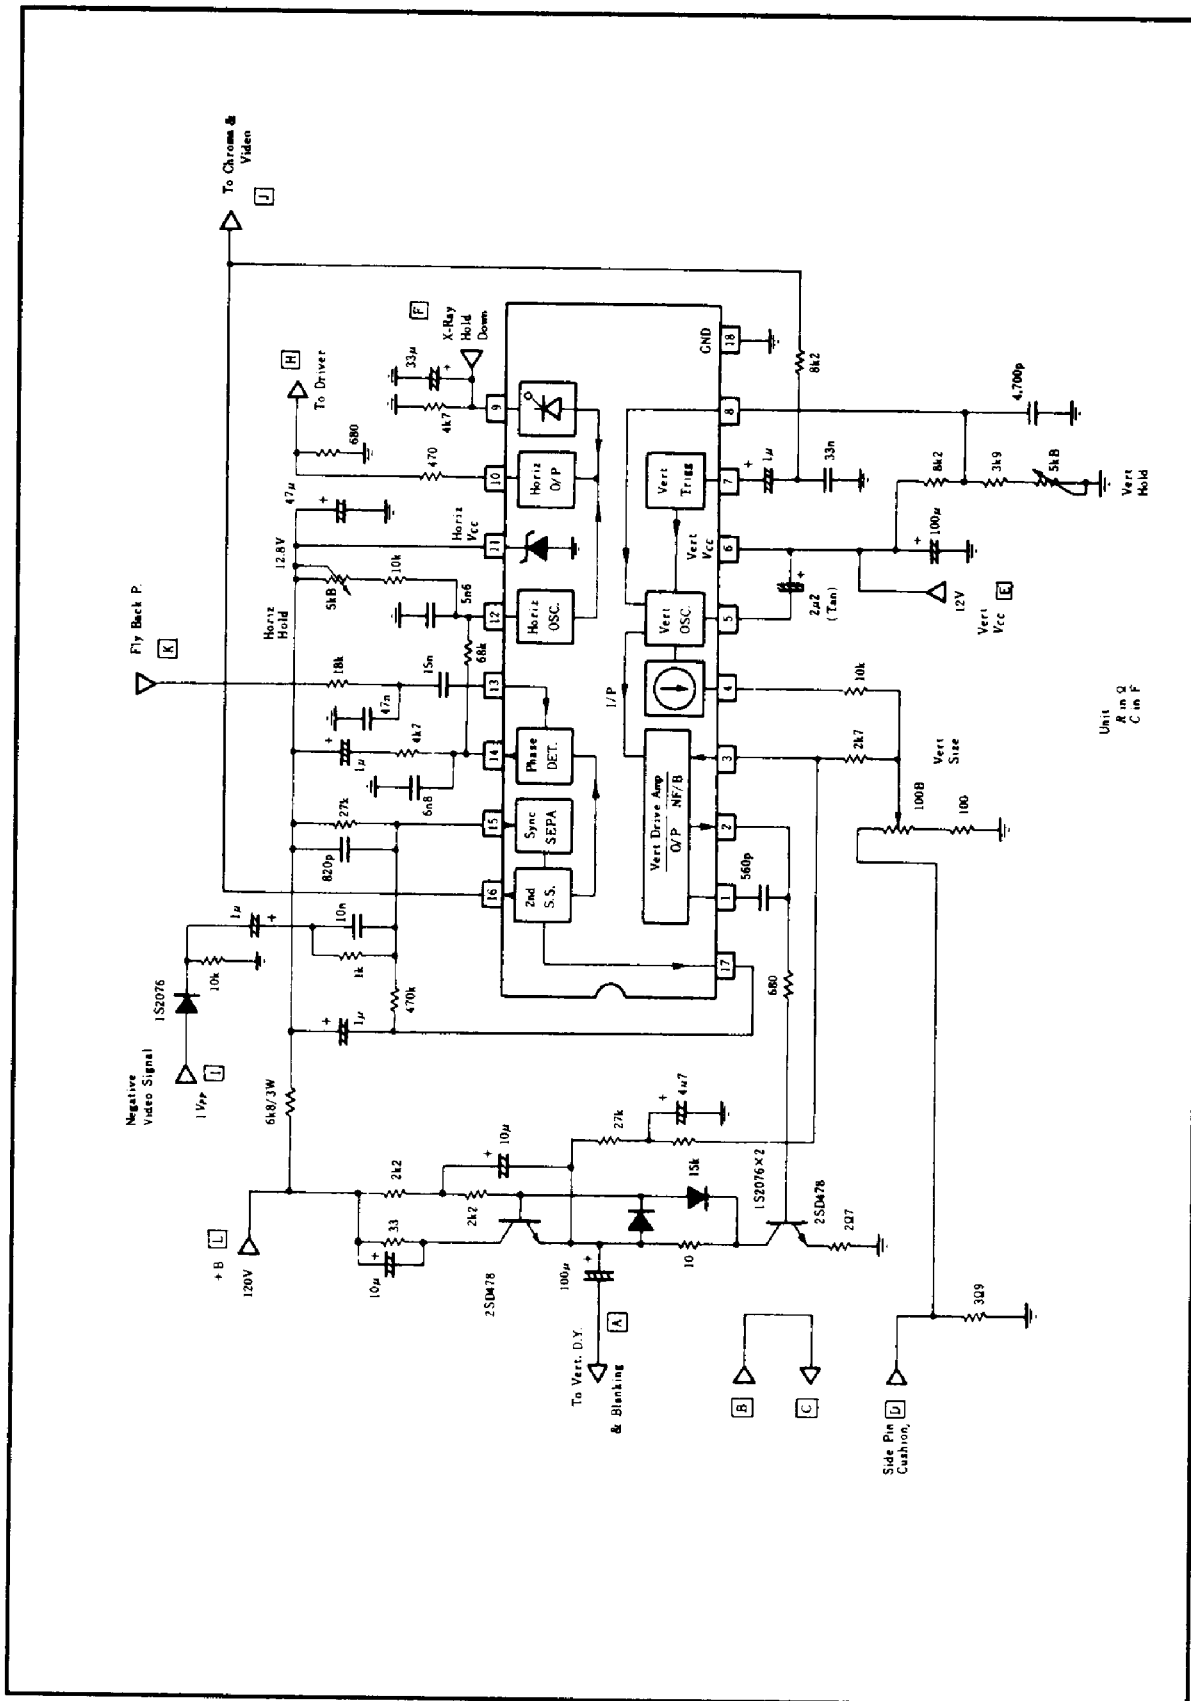 Negative
Video Signal
1 VPP
I
1S2076
10k
1μ
+
10n
1k
470k
1μ
+
6k8/3W
+B
L
120V
820p
27k
1μ
+
4k7
6n8
47n
18k
15n
Fly Back P.
K
Horiz
Hold
12.8V
5kB
10k
5n6
68k
47μ
+
Horiz
VCC
470
680
To Driver
H
33μ
+
4k7
X-Ray
Hold
Down
F
To Chroma &
Video
J
16
15
14
13
12
11
10
9
2nd
S.S.
Sync
SEPA
Phase
DET.
Horiz
OSC.
Horiz
O/P
Vert Drive Amp
O/P
NF/B
I/P
Vert
OSC.
Vert
Trigg
Vert
VCC
GND
17
1
2
3
4
5
6
7
8
18
560p
680
2k7
10k
2μ2
(Tan)
+
100μ
+
12V
Vert
VCC
E
1μ
+
33n
8k2
8k2
3k9
5kB
Vert
Hold
4,700p
Vert
Size
100B
100
2k2
2k2
10μ
+
33
10μ
+
2SD478
27k
4μ7
+
15k
1S2076×2
10
2SD478
2Ω7
100μ
+
To Vert. D.Y.
& Blanking
A
B
C
Side Pin
Cushion,
D
3Ω9
Unit
R in Ω
C in F